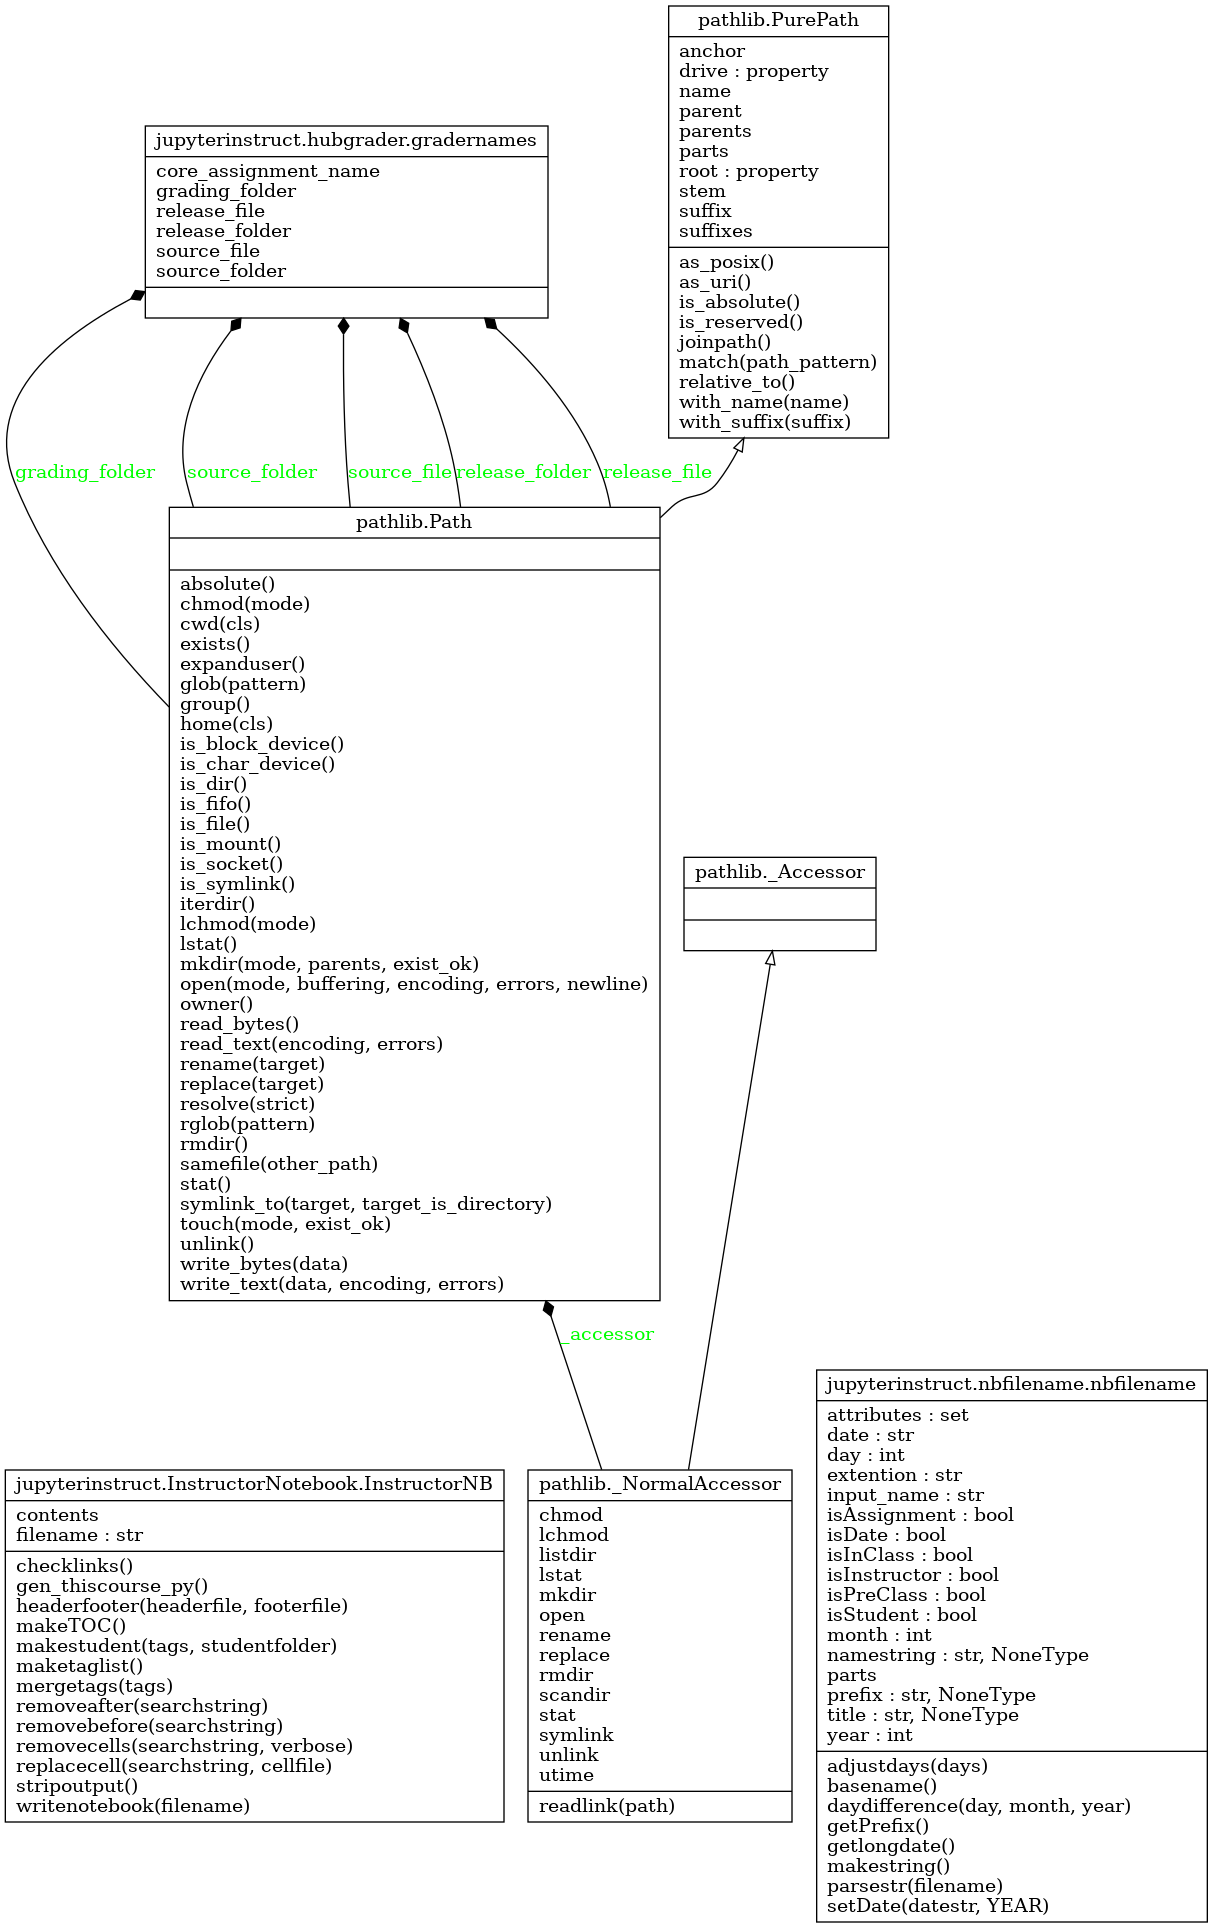 pathlib.PurePath
anchor
drive : property
name
parent
parents
parts
root : property
stem
suffix
suffixes
as_posix()
as_uri()
is_absolute()
is_reserved()
joinpath()
match(path_pattern)
relative_to()
with_name(name)
with_suffix(suffix)
jupyterinstruct.hubgrader.gradernames
core_assignment_name
grading_folder
release_file
release_folder
source_file
source_folder
grading_folder
source_folder
source_file
release_folder
release_file
pathlib.Path
absolute()
chmod(mode)
cwd(cls)
exists()
expanduser()
glob(pattern)
group()
home(cls)
is_block_device()
is_char_device()
is_dir()
is_fifo()
is_file()
is_mount()
is_socket()
is_symlink()
iterdir()
lchmod(mode)
lstat()
mkdir(mode, parents, exist_ok)
open(mode, buffering, encoding, errors, newline)
owner()
read_bytes()
read_text(encoding, errors)
rename(target)
replace(target)
resolve(strict)
rglob(pattern)
rmdir()
samefile(other_path)
stat()
symlink_to(target, target_is_directory)
touch(mode, exist_ok)
unlink()
write_bytes(data)
write_text(data, encoding, errors)
pathlib._Accessor
_accessor
jupyterinstruct.InstructorNotebook.InstructorNB
contents
filename : str
checklinks()
gen_thiscourse_py()
headerfooter(headerfile, footerfile)
makeTOC()
makestudent(tags, studentfolder)
maketaglist()
mergetags(tags)
removeafter(searchstring)
removebefore(searchstring)
removecells(searchstring, verbose)
replacecell(searchstring, cellfile)
stripoutput()
writenotebook(filename)
pathlib._NormalAccessor
chmod
lchmod
listdir
lstat
mkdir
open
rename
replace
rmdir
scandir
stat
symlink
unlink
utime
readlink(path)
jupyterinstruct.nbfilename.nbfilename
attributes : set
date : str
day : int
extention : str
input_name : str
isAssignment : bool
isDate : bool
isInClass : bool
isInstructor : bool
isPreClass : bool
isStudent : bool
month : int
namestring : str, NoneType
parts
prefix : str, NoneType
title : str, NoneType
year : int
adjustdays(days)
basename()
daydifference(day, month, year)
getPrefix()
getlongdate()
makestring()
parsestr(filename)
setDate(datestr, YEAR)